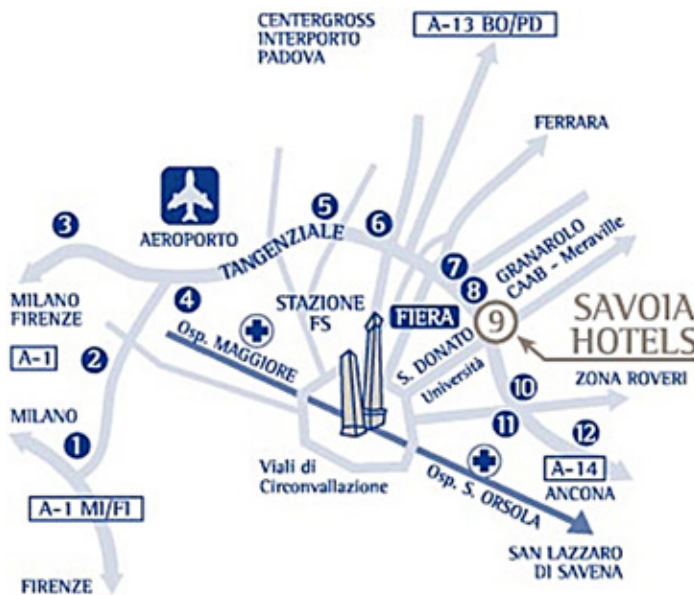 CENTERGROSS
INTERPORTO
PADOVA
A-13 BO/PD
FERRARA
3
AEROPORTO
5
6
TANGENZIALE
7
8
GRANAROLO
CAAB - Meraville
MILANO
FIRENZE
4
STAZIONE
FS
FIERA
9
SAVOIA
HOTELS
A-1
2
Osp. MAGGIORE
S. DONATO
Università
10
ZONA ROVERI
MILANO
1
11
12
Viali di
Circonvallazione
Osp. S. ORSOLA
A-14
ANCONA
A-1 MI/FI
SAN LAZZARO
DI SAVENA
FIRENZE